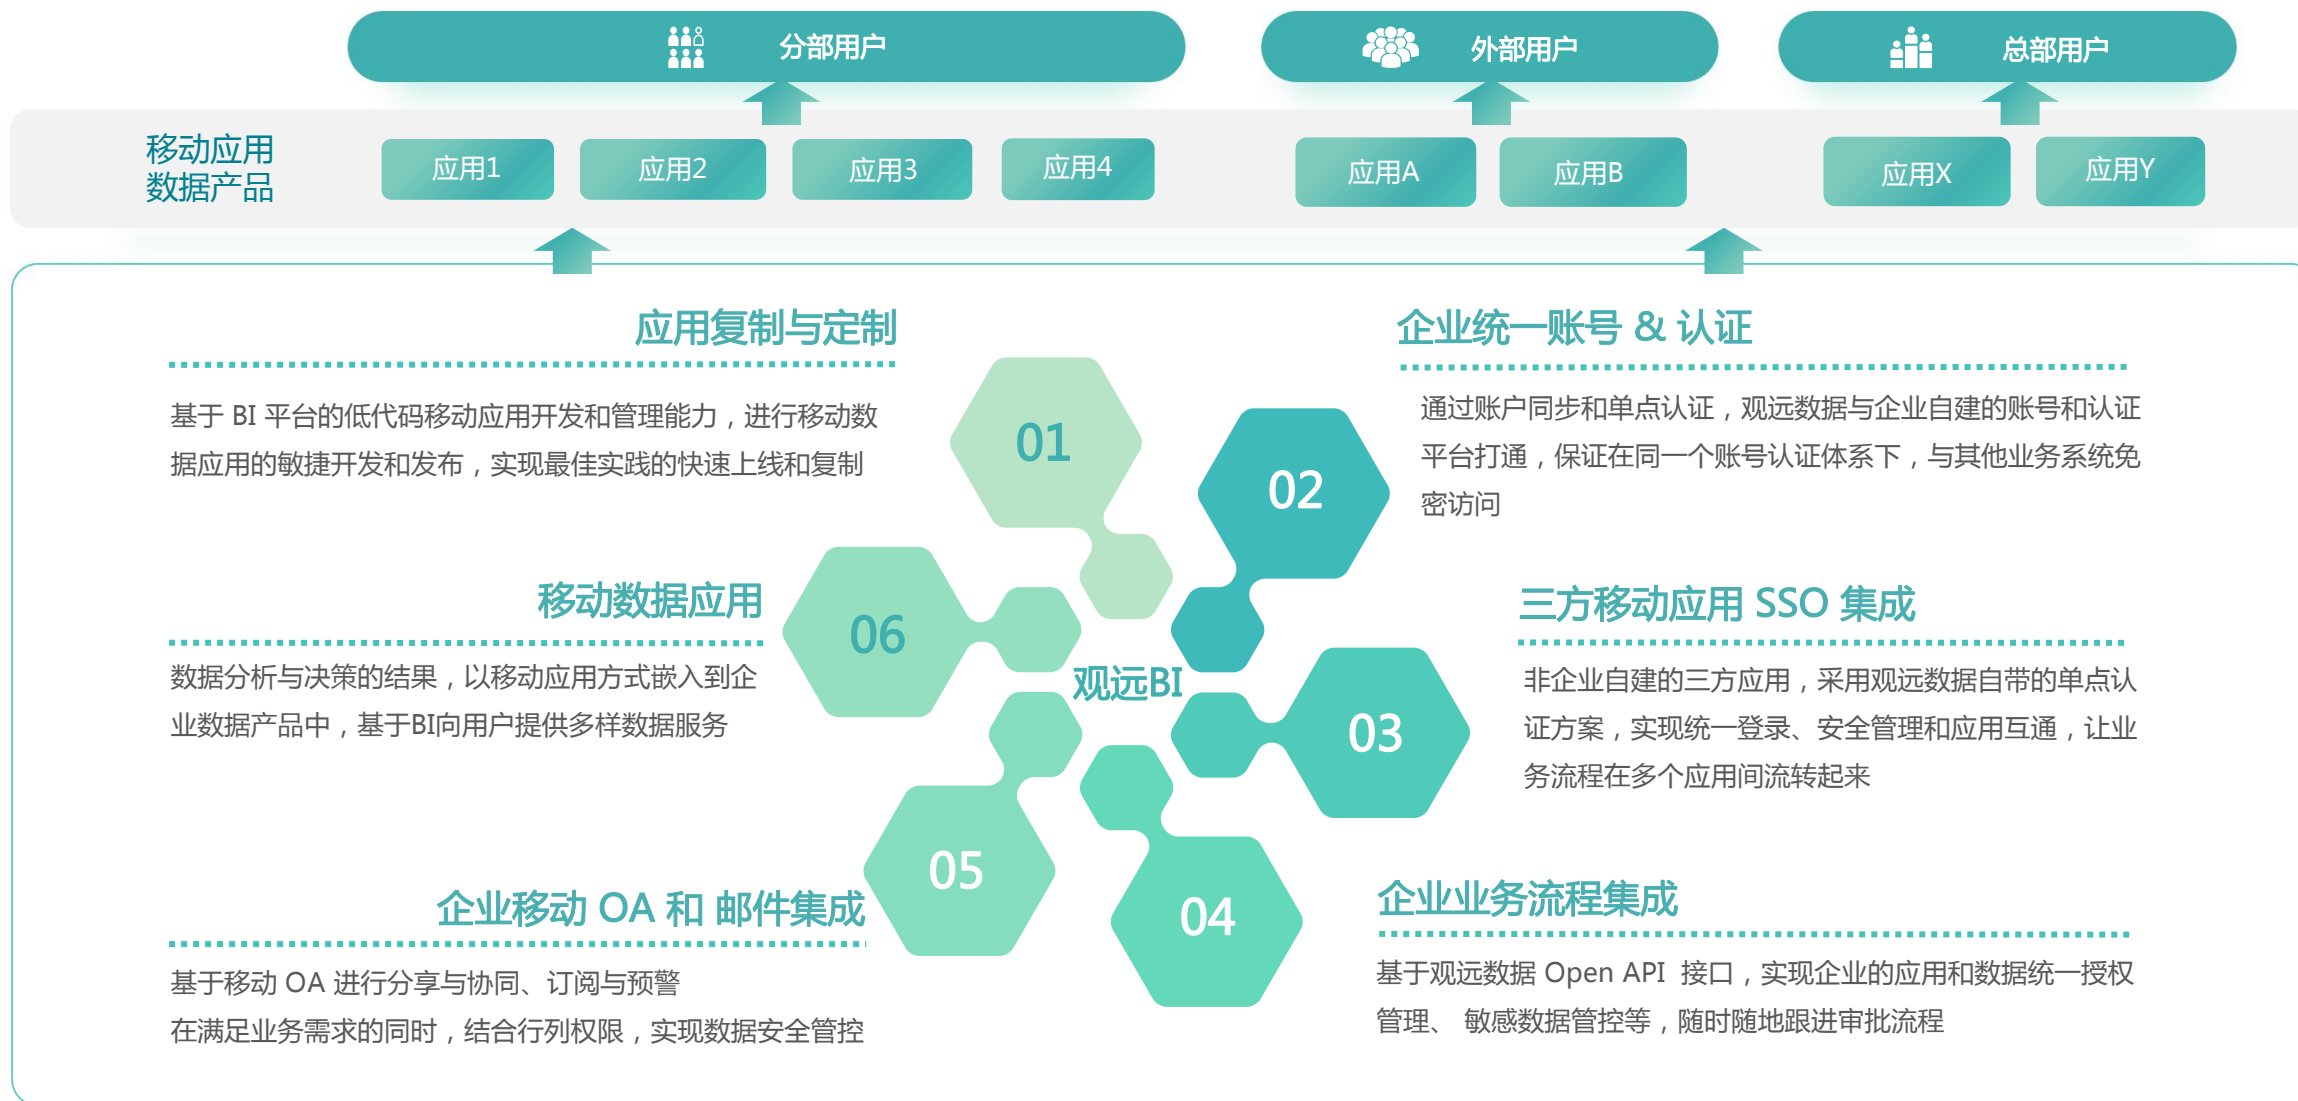 分部用户
外部用户
总部用户
移动应用
数据产品
应用1
应用2
应用3
应用4
应用A
应用B
应用X
应用Y
应用复制与定制
基于 BI 平台的低代码移动应用开发和管理能力，进行移动数
据应用的敏捷开发和发布，实现最佳实践的快速上线和复制
01
企业统一账号 & 认证
通过账户同步和单点认证，观远数据与企业自建的账号和认证
平台打通，保证在同一个账号认证体系下，与其他业务系统免
密访问
02
移动数据应用
数据分析与决策的结果，以移动应用方式嵌入到企
业数据产品中，基于BI向用户提供多样数据服务
06
观远BI
三方移动应用 SSO 集成
非企业自建的三方应用，采用观远数据自带的单点认
证方案，实现统一登录、安全管理和应用互通，让业
务流程在多个应用间流转起来
03
企业移动 OA 和 邮件集成
基于移动 OA 进行分享与协同、订阅与预警
在满足业务需求的同时，结合行列权限，实现数据安全管控
05
04
企业业务流程集成
基于观远数据 Open API 接口，实现企业的应用和数据统一授权
管理、 敏感数据管控等，随时随地跟进审批流程